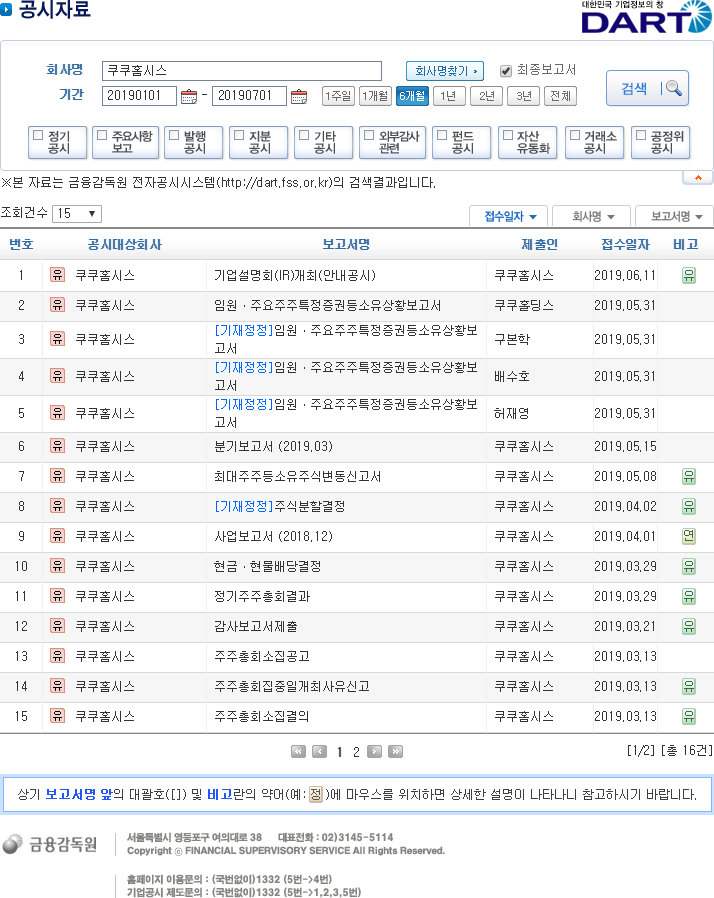 공시자료
대한민국 기업정보의 창
DART
회사명 쿠쿠홈시스 회사명찾기 최종보고서
기간 20190101 - 20190701 1주일 1개월 6개월 1년 2년 3년 전체
검색
정기공시 주요사항보고 발행공시 지분공시 기타공시 외부감사관련 펀드공시 자산유동화 거래소공시 공정위공시
※본 자료는 금융감독원 전자공시시스템(http://dart.fss.or.kr)의 검색결과입니다.
조회건수 15 접수일자 회사명 보고서명
번호 공시대상회사 보고서명 제출인 접수일자 비고
1 유 쿠쿠홈시스 기업설명회(IR)개최(안내공시) 쿠쿠홈시스 2019.06.11 유
2 유 쿠쿠홈시스 임원ㆍ주요주주특정증권등소유상황보고서 쿠쿠홀딩스 2019.05.31
3 유 쿠쿠홈시스 [기재정정]임원ㆍ주요주주특정증권등소유상황보
고서 구본학 2019.05.31
4 유 쿠쿠홈시스 [기재정정]임원ㆍ주요주주특정증권등소유상황보
고서 배수호 2019.05.31
5 유 쿠쿠홈시스 [기재정정]임원ㆍ주요주주특정증권등소유상황보
고서 허재영 2019.05.31
6 유 쿠쿠홈시스 분기보고서 (2019.03) 쿠쿠홈시스 2019.05.15
7 유 쿠쿠홈시스 최대주주등소유주식변동신고서 쿠쿠홈시스 2019.05.08 유
8 유 쿠쿠홈시스 [기재정정]주식분할결정 쿠쿠홈시스 2019.04.02 유
9 유 쿠쿠홈시스 사업보고서 (2018.12) 쿠쿠홈시스 2019.04.01 연
10 유 쿠쿠홈시스 현금ㆍ현물배당결정 쿠쿠홈시스 2019.03.29 유
11 유 쿠쿠홈시스 정기주주총회결과 쿠쿠홈시스 2019.03.29 유
12 유 쿠쿠홈시스 감사보고서제출 쿠쿠홈시스 2019.03.21 유
13 유 쿠쿠홈시스 주주총회소집공고 쿠쿠홈시스 2019.03.13
14 유 쿠쿠홈시스 주주총회집중일개최사유신고 쿠쿠홈시스 2019.03.13 유
15 유 쿠쿠홈시스 주주총회소집결의 쿠쿠홈시스 2019.03.13 유
1 2 [1/2] [총 16건]
상기 보고서명 앞의 대괄호([]) 및 비고란의 약어(예: 정)에 마우스를 위치하면 상세한 설명이 나타나니 참고하시기 바랍니다.
금융감독원
서울특별시 영등포구 여의대로 38 대표전화 : 02)3145-5114
Copyright ⓒ FINANCIAL SUPERVISORY SERVICE All Rights Reserved.
홈페이지 이용문의 : (국번없이)1332 (5번->4번)
기업공시 제도문의 : (국번없이)1332 (5번->1,2,3,5번)